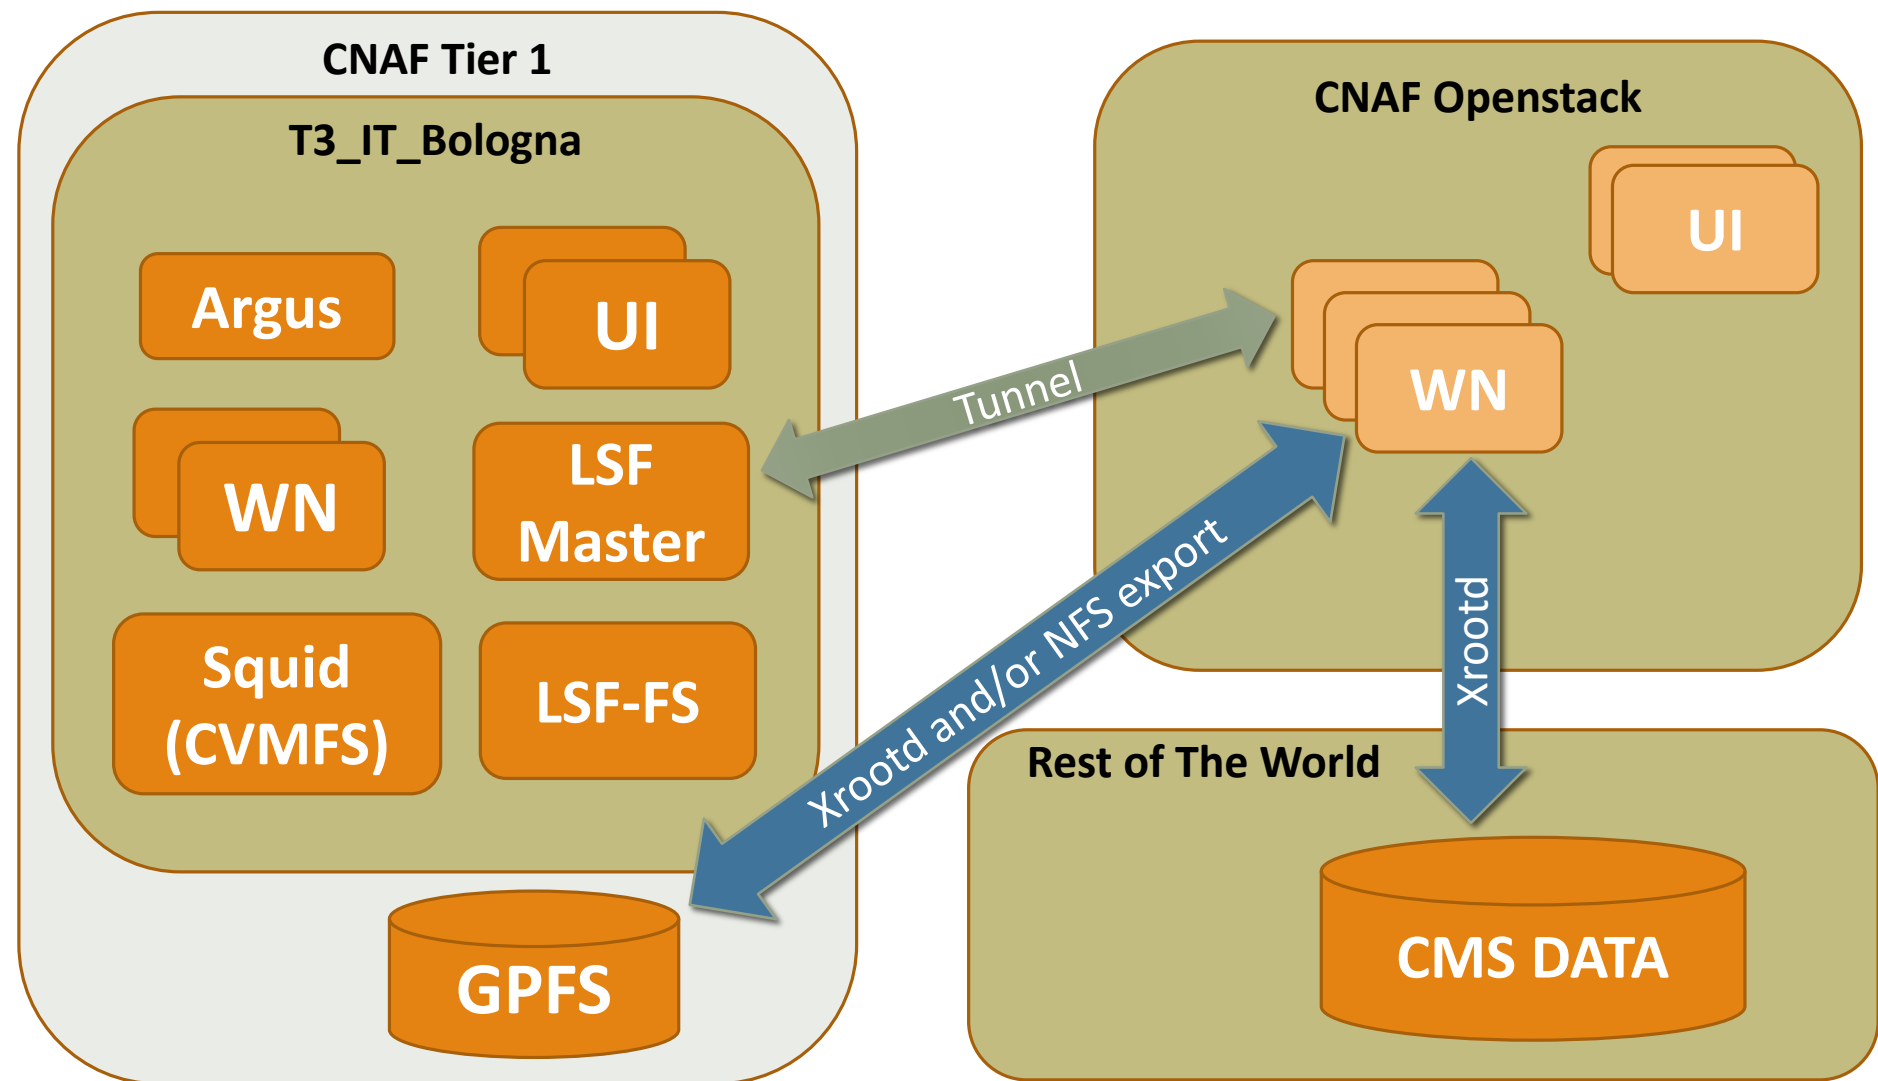 CNAF Tier 1
T3_IT_Bologna
Argus
UI
WN
LSF
Master
Squid
(CVMFS)
LSF-FS
GPFS
Tunnel
Xrootd and/or NFS export
CNAF Openstack
UI
WN
Xrootd
Rest of The World
CMS DATA